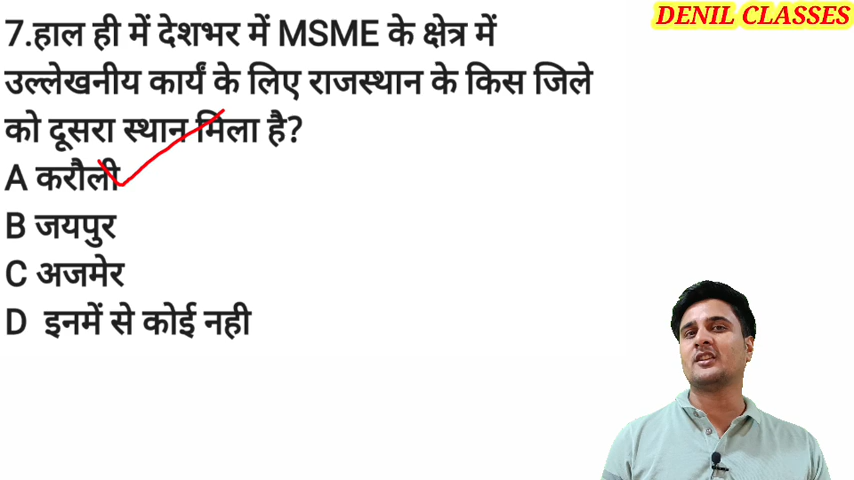 DENIL CLASSES
7.हाल ही में देशभर में MSME के क्षेत्र में
उल्लेखनीय कार्यं के लिए राजस्थान के किस जिले
को दूसरा स्थान मिला है?
A करौली
B जयपुर
C अजमेर
D इनमें से कोई नही